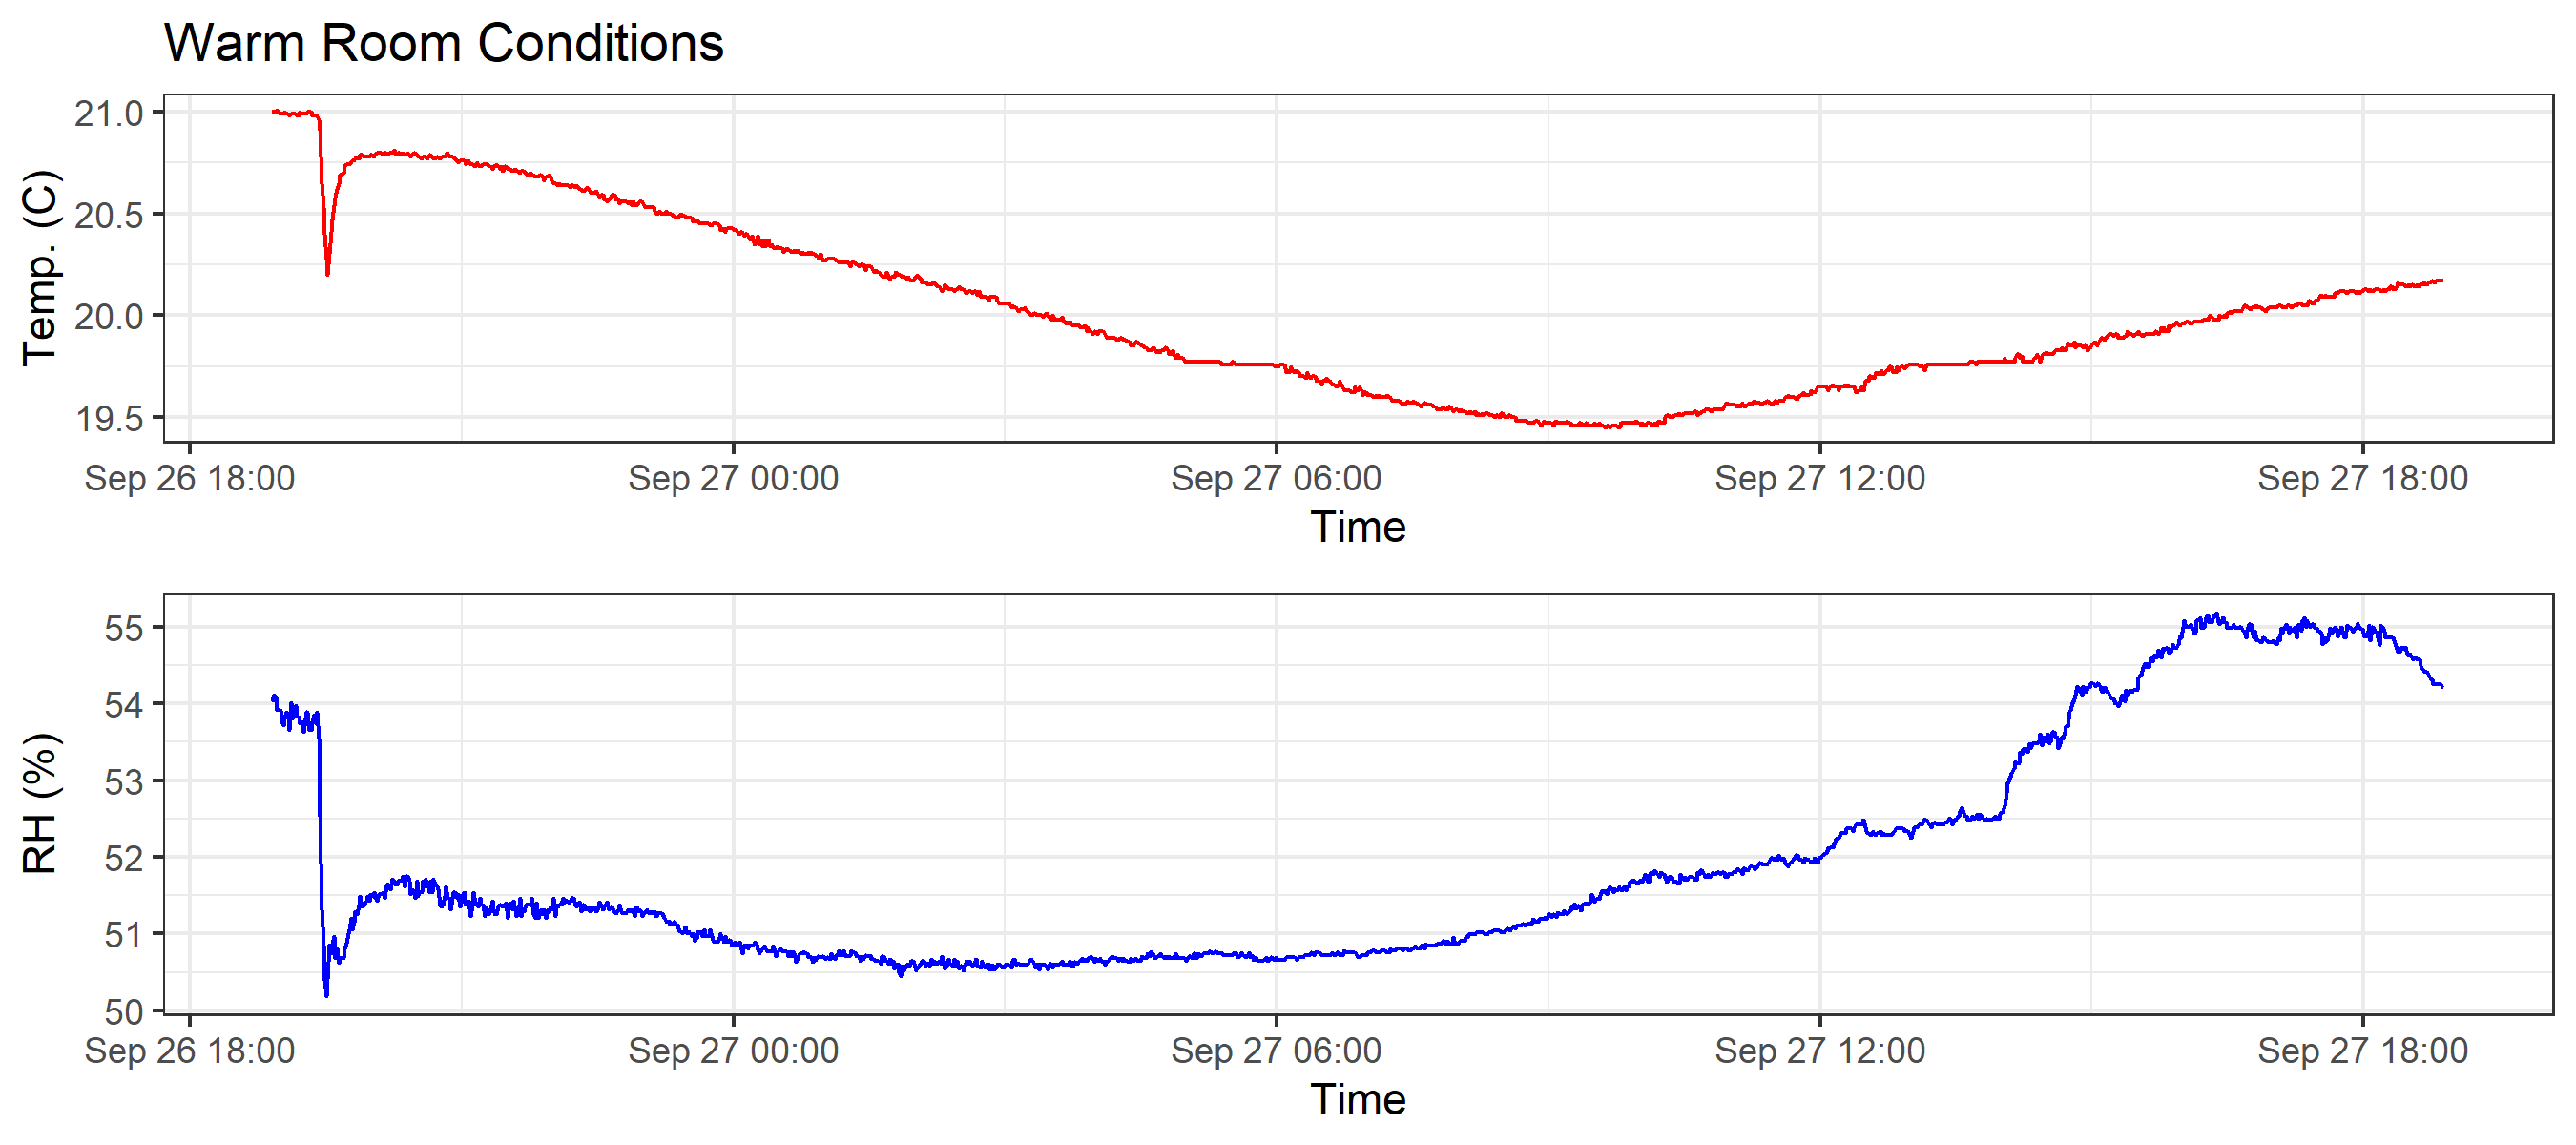 Warm Room Conditions
Temp. (C)
21.0
20.5
20.0
19.5
Sep 26 18:00 Sep 27 00:00 Sep 27 06:00 Sep 27 12:00 Sep 27 18:00
Time
RH (%)
55
54
53
52
51
50
Sep 26 18:00 Sep 27 00:00 Sep 27 06:00 Sep 27 12:00 Sep 27 18:00
Time